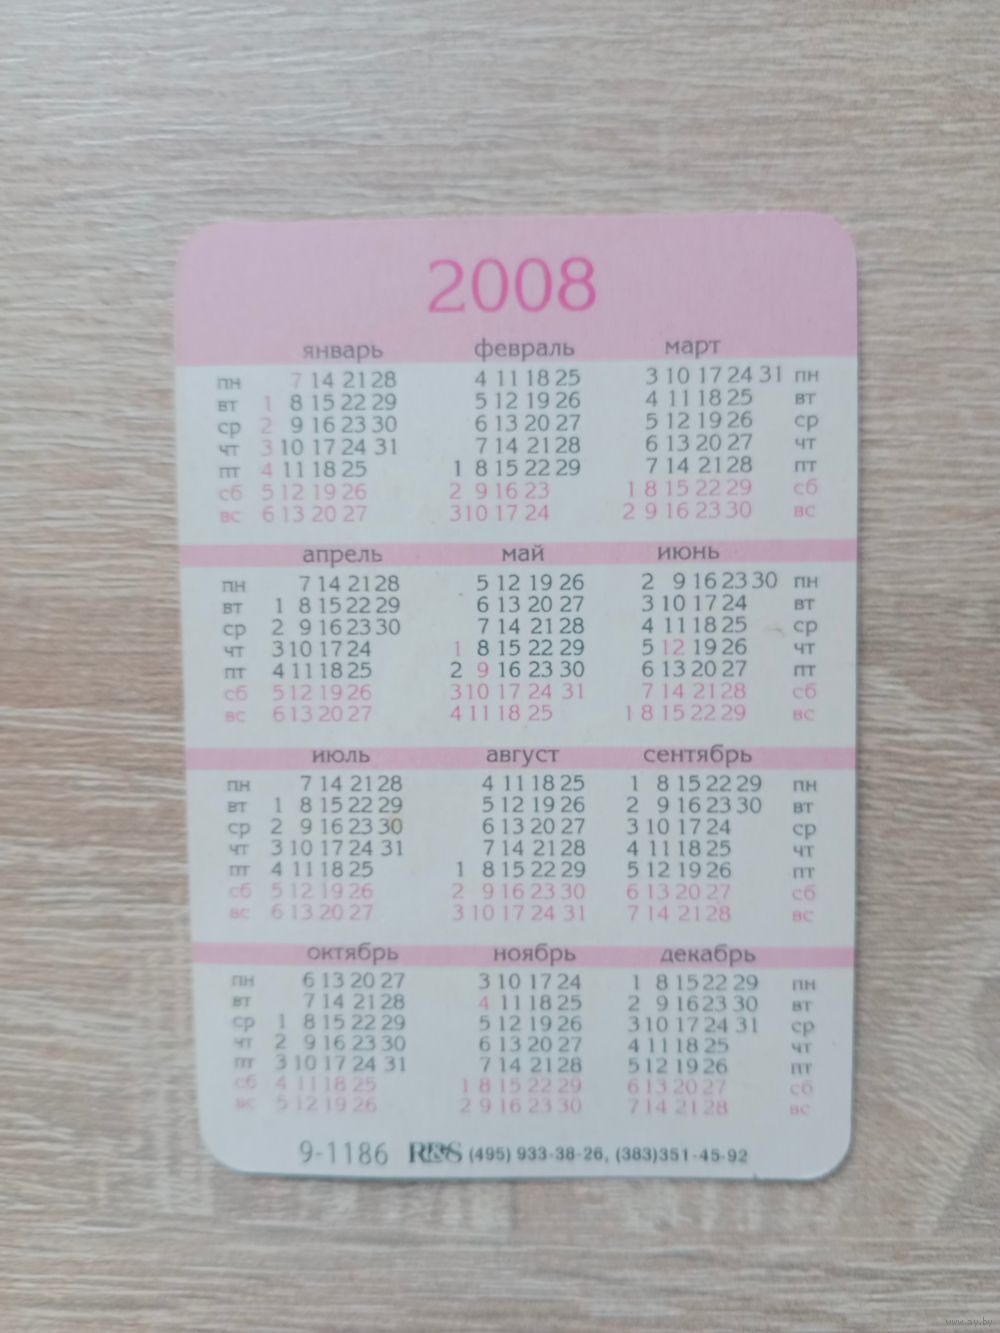 2008
январь февраль март
пн 7 14 21 28 4 11 18 25 3 10 17 24 31 пн
вт 1 8 15 22 29 5 12 19 26 4 11 18 25 вт
ср 2 9 16 23 30 6 13 20 27 5 12 19 26 ср
чт 3 10 17 24 31 7 14 21 28 6 13 20 27 чт
пт 4 11 18 25 1 8 15 22 29 7 14 21 28 пт
сб 5 12 19 26 2 9 16 23 1 8 15 22 29 сб
вс 6 13 20 27 3 10 17 24 2 9 16 23 30 вс
апрель май июнь
пн 7 14 21 28 5 12 19 26 2 9 16 23 30 пн
вт 1 8 15 22 29 6 13 20 27 3 10 17 24 вт
ср 2 9 16 23 30 7 14 21 28 4 11 18 25 ср
чт 3 10 17 24 1 8 15 22 29 5 12 19 26 чт
пт 4 11 18 25 2 9 16 23 30 6 13 20 27 пт
сб 5 12 19 26 3 10 17 24 31 7 14 21 28 сб
вс 6 13 20 27 4 11 18 25 1 8 15 22 29 вс
июль август сентябрь
пн 7 14 21 28 4 11 18 25 1 8 15 22 29 пн
вт 1 8 15 22 29 5 12 19 26 2 9 16 23 30 вт
ср 2 9 16 23 30 6 13 20 27 3 10 17 24 ср
чт 3 10 17 24 31 7 14 21 28 4 11 18 25 чт
пт 4 11 18 25 1 8 15 22 29 5 12 19 26 пт
сб 5 12 19 26 2 9 16 23 30 6 13 20 27 сб
вс 6 13 20 27 3 10 17 24 31 7 14 21 28 вс
октябрь ноябрь декабрь
пн 6 13 20 27 3 10 17 24 1 8 15 22 29 пн
вт 7 14 21 28 4 11 18 25 2 9 16 23 30 вт
ср 1 8 15 22 29 5 12 19 26 3 10 17 24 31 ср
чт 2 9 16 23 30 6 13 20 27 4 11 18 25 чт
пт 3 10 17 24 31 7 14 21 28 5 12 19 26 пт
сб 4 11 18 25 1 8 15 22 29 6 13 20 27 сб
вс 5 12 19 26 2 9 16 23 30 7 14 21 28 вс
9-1186 (495) 933-38-26, (383)351-45-92
www.ay.by